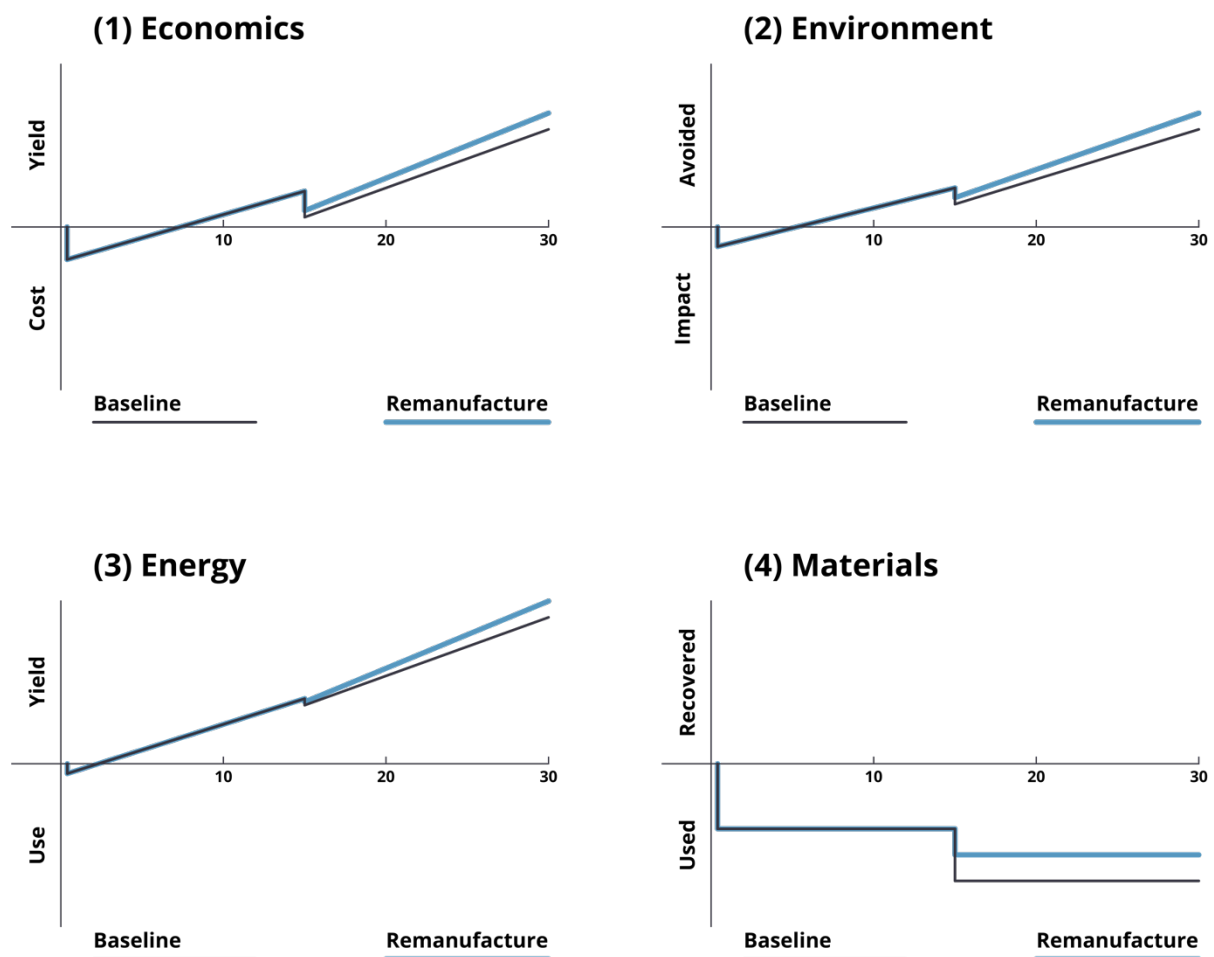 (1) Economics
Yield
Cost
10
20
30
Baseline
Remanufacture
(2) Environment
Avoided
Impact
10
20
30
Baseline
Remanufacture
(3) Energy
Yield
Use
10
20
30
Baseline
Remanufacture
(4) Materials
Recovered
Used
10
20
30
Baseline
Remanufacture